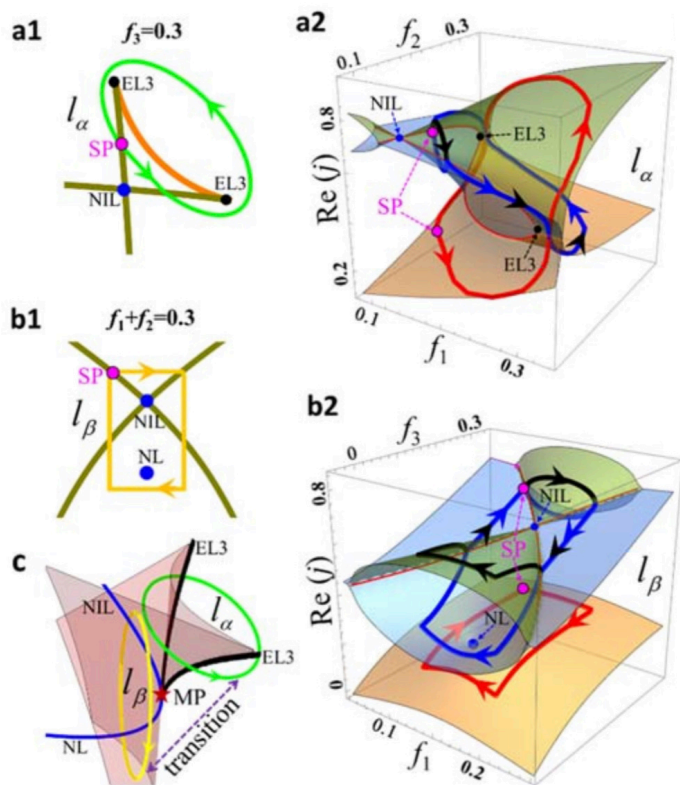 a1
f₃=0.3
EL3
lα
SP
NIL
EL3
a2
f₂
0.1
0.3
NIL
0.8
EL3
lα
Re (j)
SP
EL3
0.2
0.1
f₁
0.3
b1
f₁+f₂=0.3
SP
lβ
NIL
NL
b2
f₃
0.3
0
0.8
NIL
SP
Re (j)
lβ
NL
0
0.1
f₁
0.2
c
EL3
NIL
lα
EL3
lβ
MP
NL
transition